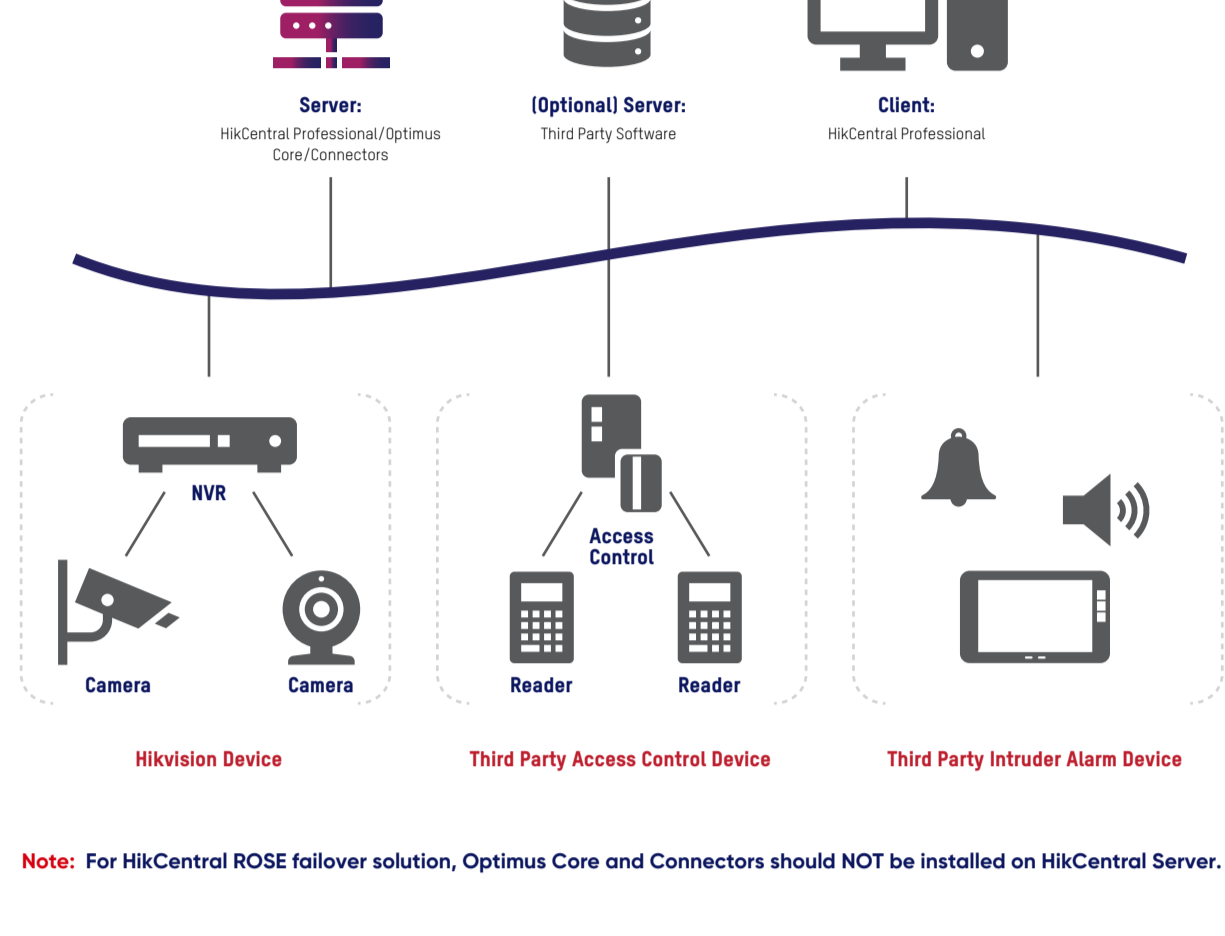 Server:
HikCentral Professional/Optimus
Core/Connectors
(Optional) Server:
Third Party Software
Client:
HikCentral Professional
NVR
Camera
Camera
Access
Control
Reader
Reader
Hikvision Device
Third Party Access Control Device
Third Party Intruder Alarm Device
Note: For HikCentral ROSE failover solution, Optimus Core and Connectors should NOT be installed on HikCentral Server.